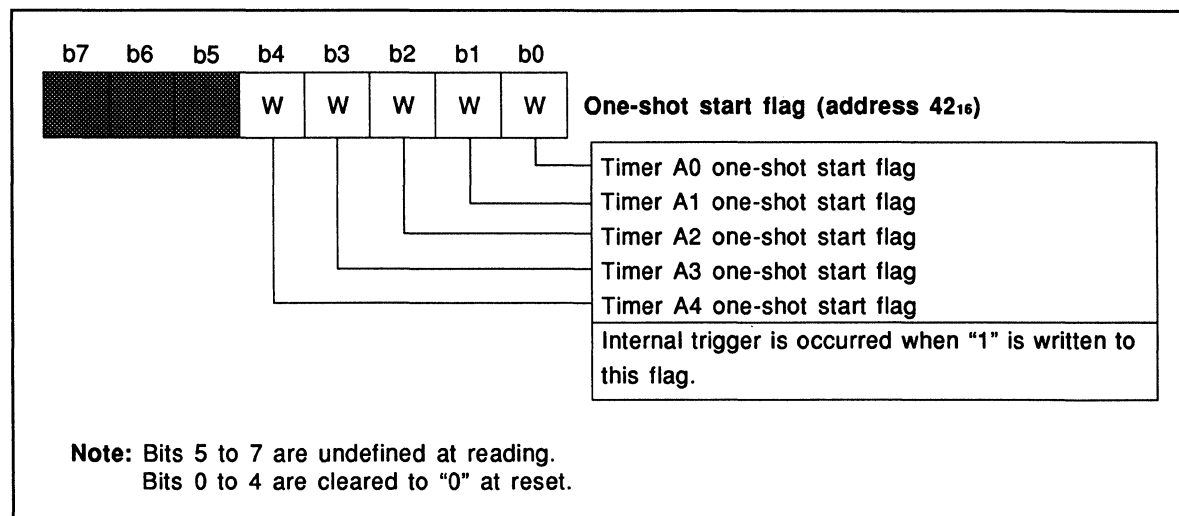 b7 b6 b5 b4 b3 b2 b1 b0
W W W W W One-shot start flag (address 42₁₆)
Timer A0 one-shot start flag
Timer A1 one-shot start flag
Timer A2 one-shot start flag
Timer A3 one-shot start flag
Timer A4 one-shot start flag
Internal trigger is occurred when “1” is written to
this flag.
Note: Bits 5 to 7 are undefined at reading.
Bits 0 to 4 are cleared to “0” at reset.